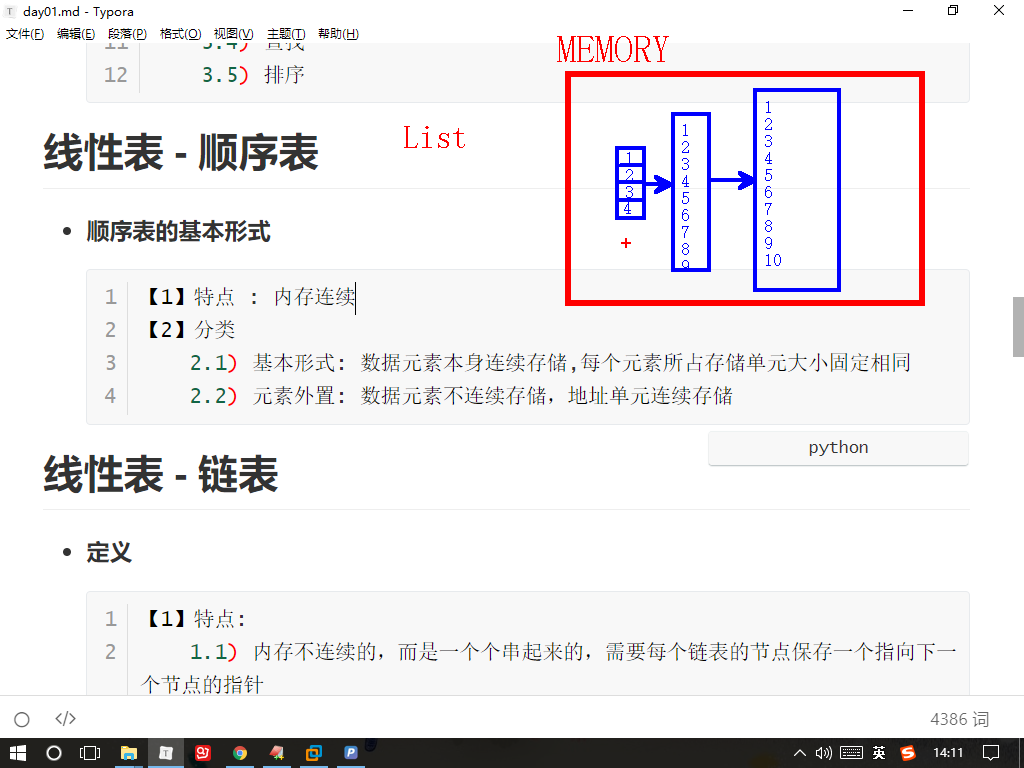 day01.md - Typora
文件(F) 编辑(E) 段落(P) 格式(O) 视图(V) 主题(T) 帮助(H)
11 3.4) 查找
12 3.5) 排序
MEMORY
线性表 - 顺序表
List
1
2
3
4
+
1
2
3
4
5
6
7
8
9
1
2
3
4
5
6
7
8
9
10
顺序表的基本形式
1 【1】特点 : 内存连续
2 【2】分类
3 2.1) 基本形式: 数据元素本身连续存储,每个元素所占存储单元大小固定相同
4 2.2) 元素外置: 数据元素不连续存储，地址单元连续存储
python
线性表 - 链表
定义
1 【1】特点:
2 1.1) 内存不连续的，而是一个个串起来的，需要每个链表的节点保存一个指向下一
个节点的指针
</> 4386 词
英 14:11